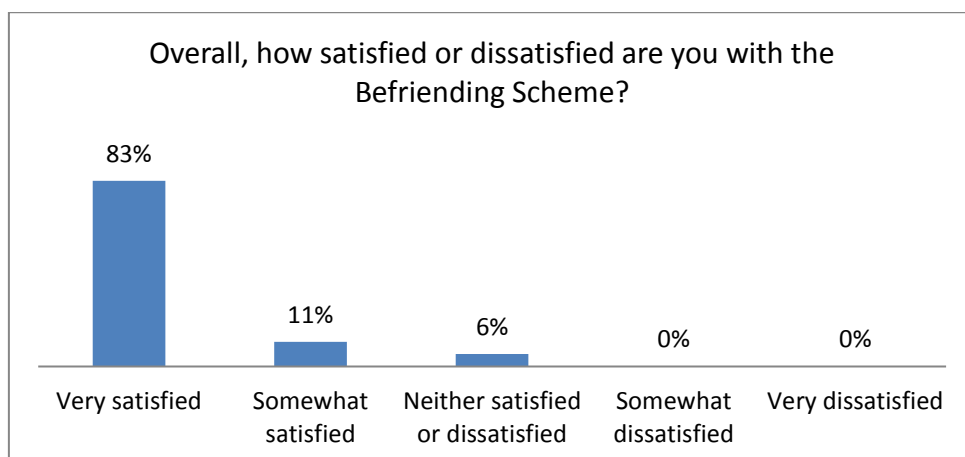 Overall, how satisfied or dissatisfied are you with the
Befriending Scheme?
83%
11%
6%
0%
0%
Very satisfied
Somewhat
satisfied
Neither satisfied
or dissatisfied
Somewhat
dissatisfied
Very dissatisfied